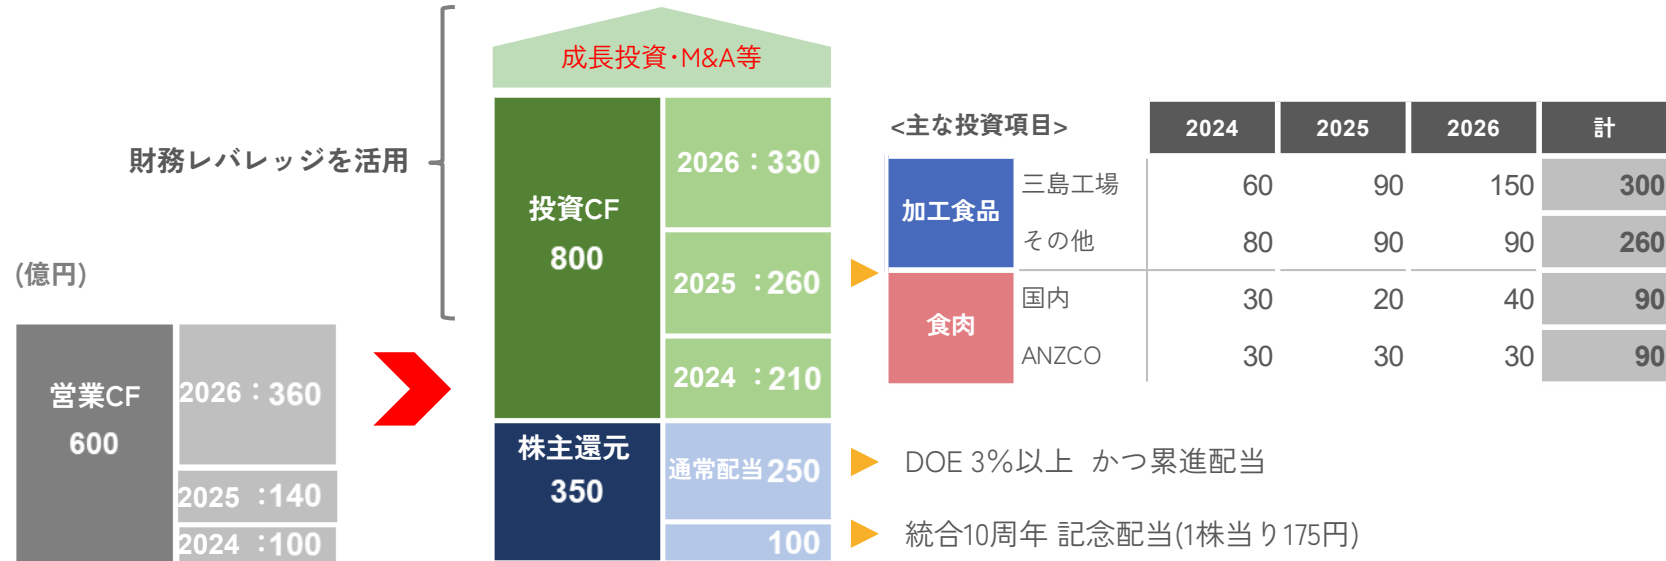 成長投資･M&A等
財務レバレッジを活用
(億円)
営業CF
600
2026：360
2025 ：140
2024 ：100
投資CF
800
2026：330
2025 ：260
2024 ：210
株主還元
350
通常配当250
100
<主な投資項目> 2024 2025 2026 計
加工食品
三島工場 60 90 150 300
その他 80 90 90 260
食肉
国内 30 20 40 90
ANZCO 30 30 30 90
DOE 3％以上 かつ累進配当
統合10周年 記念配当(1株当り175円)